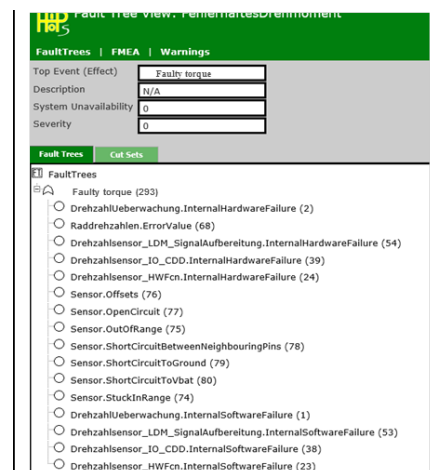 HiP
HOPS
Fault Tree View: FehlerhaftesDrehmoment
FaultTrees | FMEA | Warnings
Top Event (Effect) Faulty torque
Description N/A
System Unavailability 0
Severity 0
Fault Trees Cut Sets
FT FaultTrees
Faulty torque (293)
DrehzahlUeberwachung.InternalHardwareFailure (2)
Raddrehzahlen.ErrorValue (68)
Drehzahlsensor_LDM_SignalAufbereitung.InternalHardwareFailure (54)
Drehzahlsensor_IO_CDD.InternalHardwareFailure (39)
Drehzahlsensor_HWFcn.InternalHardwareFailure (24)
Sensor.Offsets (76)
Sensor.OpenCircuit (77)
Sensor.OutOfRange (75)
Sensor.ShortCircuitBetweenNeighbouringPins (78)
Sensor.ShortCircuitToGround (79)
Sensor.ShortCircuitToVbat (80)
Sensor.StuckInRange (74)
DrehzahlUeberwachung.InternalSoftwareFailure (1)
Drehzahlsensor_LDM_SignalAufbereitung.InternalSoftwareFailure (53)
Drehzahlsensor_IO_CDD.InternalSoftwareFailure (38)
Drehzahlsensor_HWFcn.InternalSoftwareFailure (23)